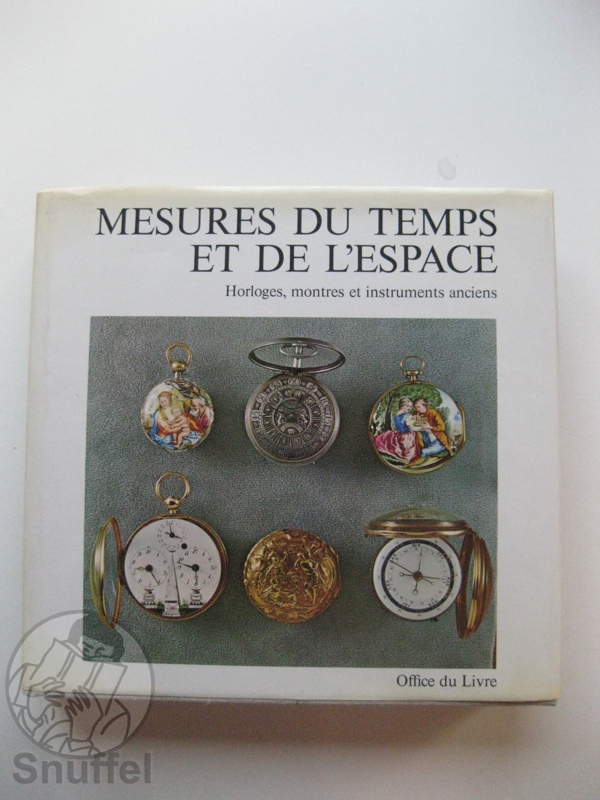 MESURES DU TEMPS
ET DE L'ESPACE
Horloges, montres et instruments anciens
Office du Livre
Snuffel